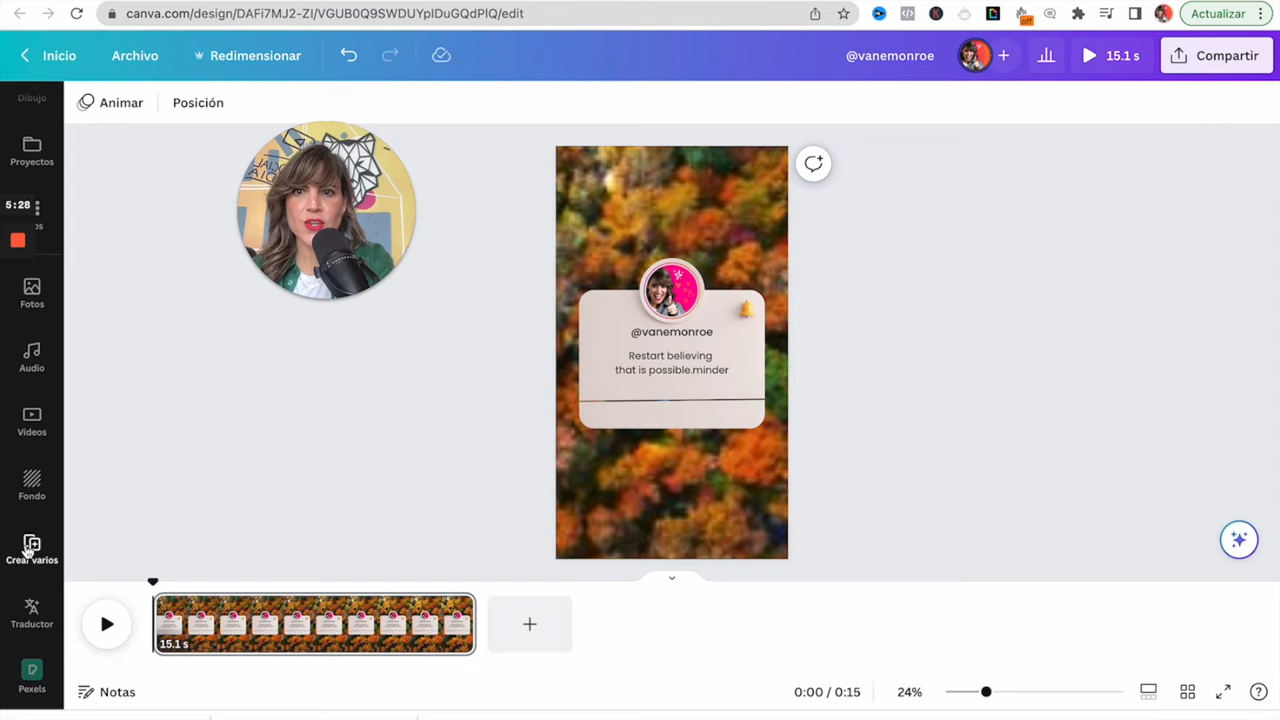 canva.com/design/DAFi7MJ2-ZI/VGUB0Q9SWDUYpIDuGQdPIQ/edit
off
Actualizar
Inicio
Archivo
Redimensionar
@vanemonroe
15.1 s
Compartir
Dibujo
Animar
Posición
Proyectos
5:28
Fotos
Audio
Vídeos
Fondo
Crear varios
Traductor
Pexels
@vanemonroe
Restart believing
that is possible.minder
15.1 s
Notas
0:00 / 0:15
24%